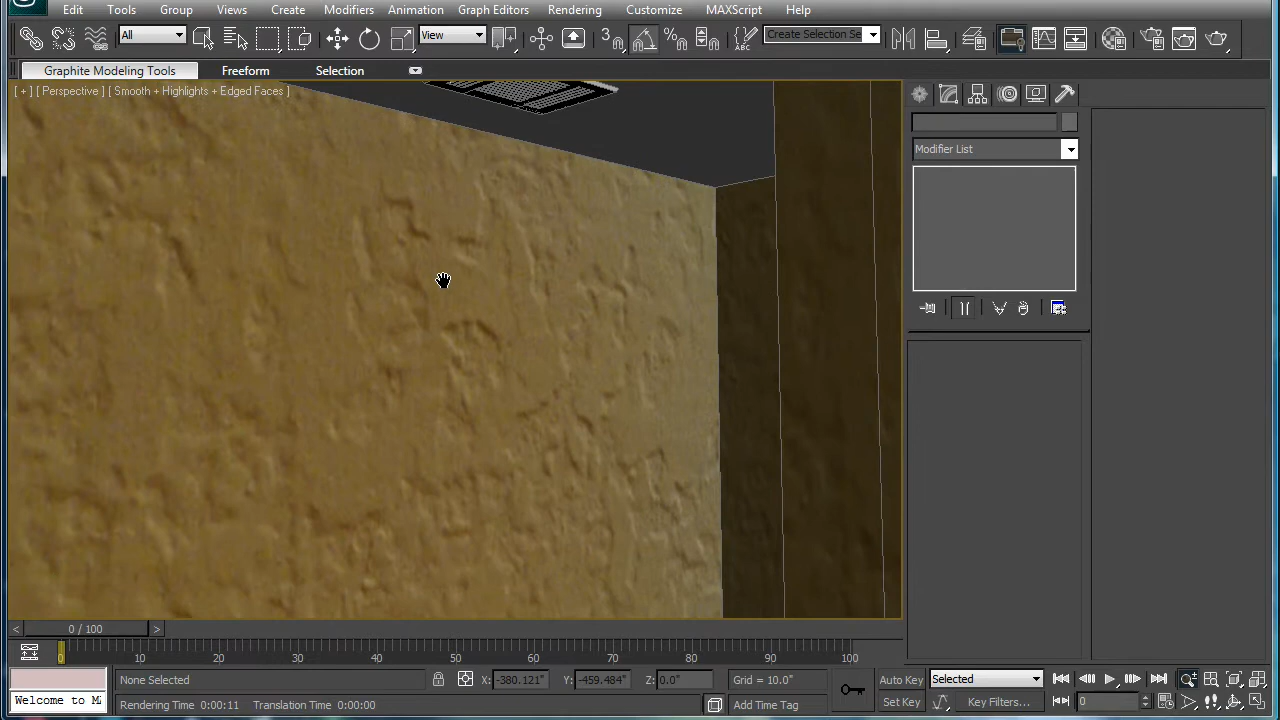 Edit Tools Group Views Create Modifiers Animation Graph Editors Rendering Customize MAXScript Help
All View 3 Create Selection Se
Graphite Modeling Tools Freeform Selection
[ + ] [ Perspective ] [ Smooth + Highlights + Edged Faces ]
Modifier List
< 0 / 100 >
0 10 20 30 40 50 60 70 80 90 100
None Selected X: -380.121" Y: -459.484" Z: 0.0" Grid = 10.0" Auto Key Selected
Welcome to Mi Rendering Time 0:00:11 Translation Time 0:00:00 Add Time Tag Set Key Key Filters... 0